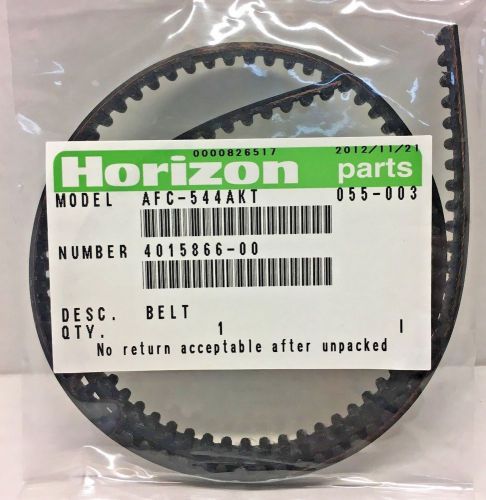 0000826517 2012/11/21
Horizon parts
MODEL AFC-544AKT 055-003
NUMBER 4015866-00
DESC. BELT
QTY. 1 I
No return acceptable after unpacked